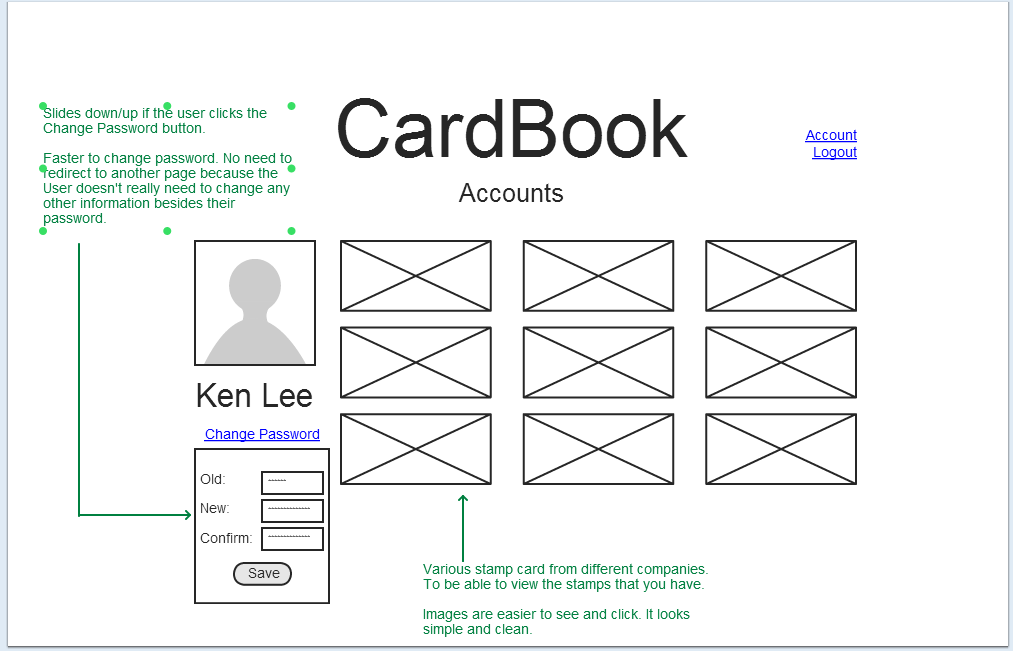 Slides down/up if the user clicks the
Change Password button.
Faster to change password. No need to
redirect to another page because the
User doesn't really need to change any
other information besides their
password.
CardBook
Accounts
Account
Logout
Ken Lee
Change Password
Old:
New:
Confirm:
Save
Various stamp card from different companies.
To be able to view the stamps that you have.
Images are easier to see and click. It looks
simple and clean.